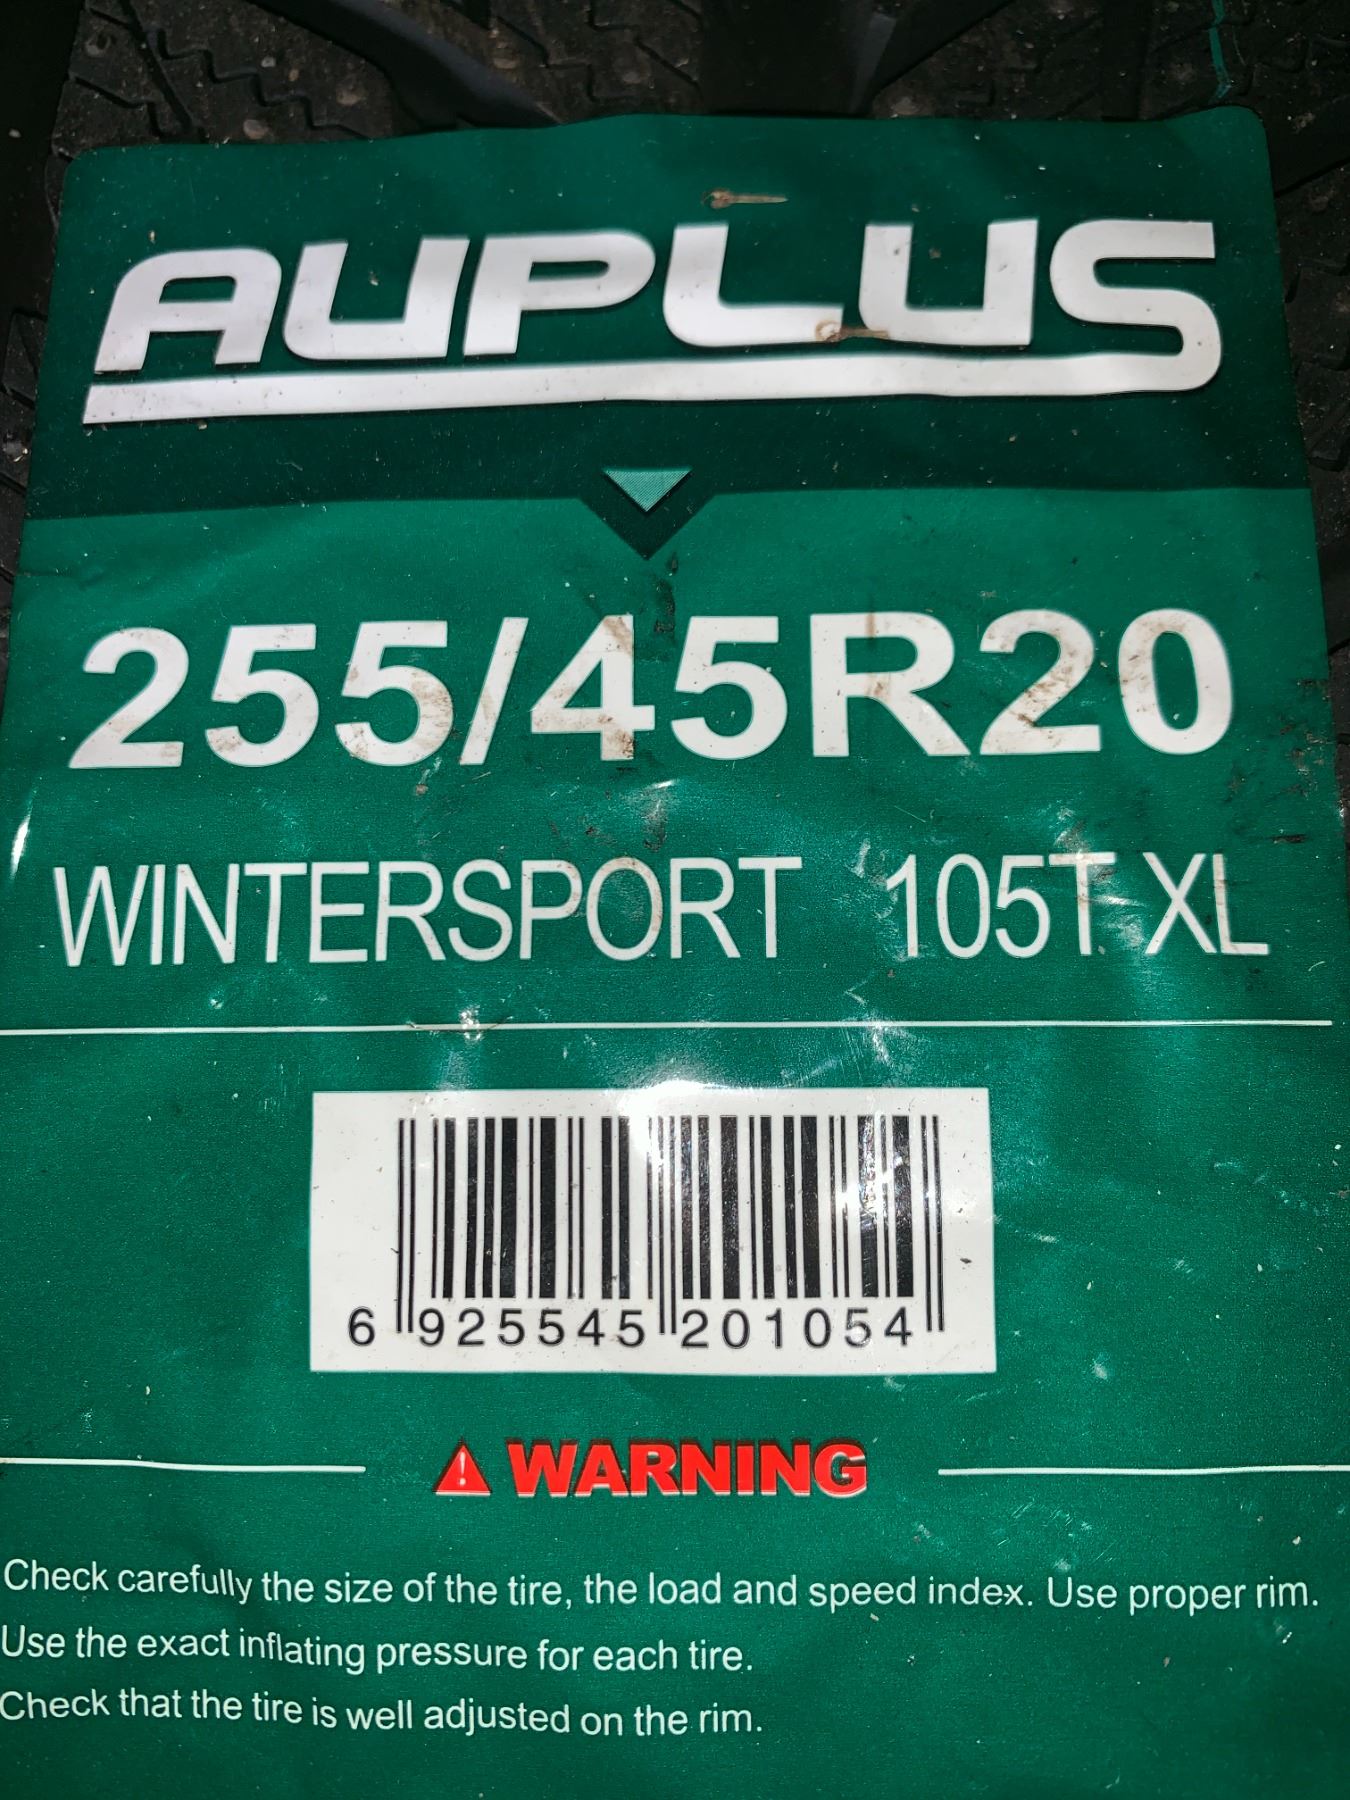 AUPLUS
255/45R20
WINTERSPORT 105T XL
6 925545 201054
WARNING
Check carefully the size of the tire, the load and speed index. Use proper rim.
Use the exact inflating pressure for each tire.
Check that the tire is well adjusted on the rim.